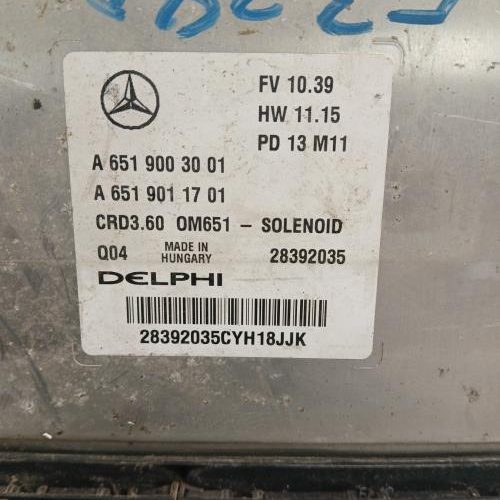 FV 10.39
HW 11.15
PD 13 M11
A 651 900 30 01
A 651 901 17 01
CRD3.60 OM651 - SOLENOID
Q04 MADE IN HUNGARY 28392035
DELPHI
28392035CYH18JJK